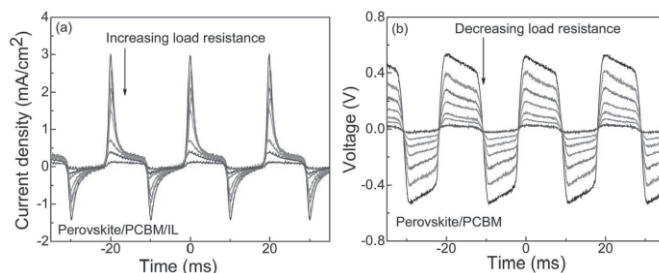 (a)
Increasing load resistance
Current density (mA/cm²)
4
3
2
1
0
-1
-2
Perovskite/PCBM/IL
-20
0
20
Time (ms)
(b)
Decreasing load resistance
Voltage (V)
0.8
0.4
0.0
-0.4
-0.8
Perovskite/PCBM
-20
0
20
Time (ms)